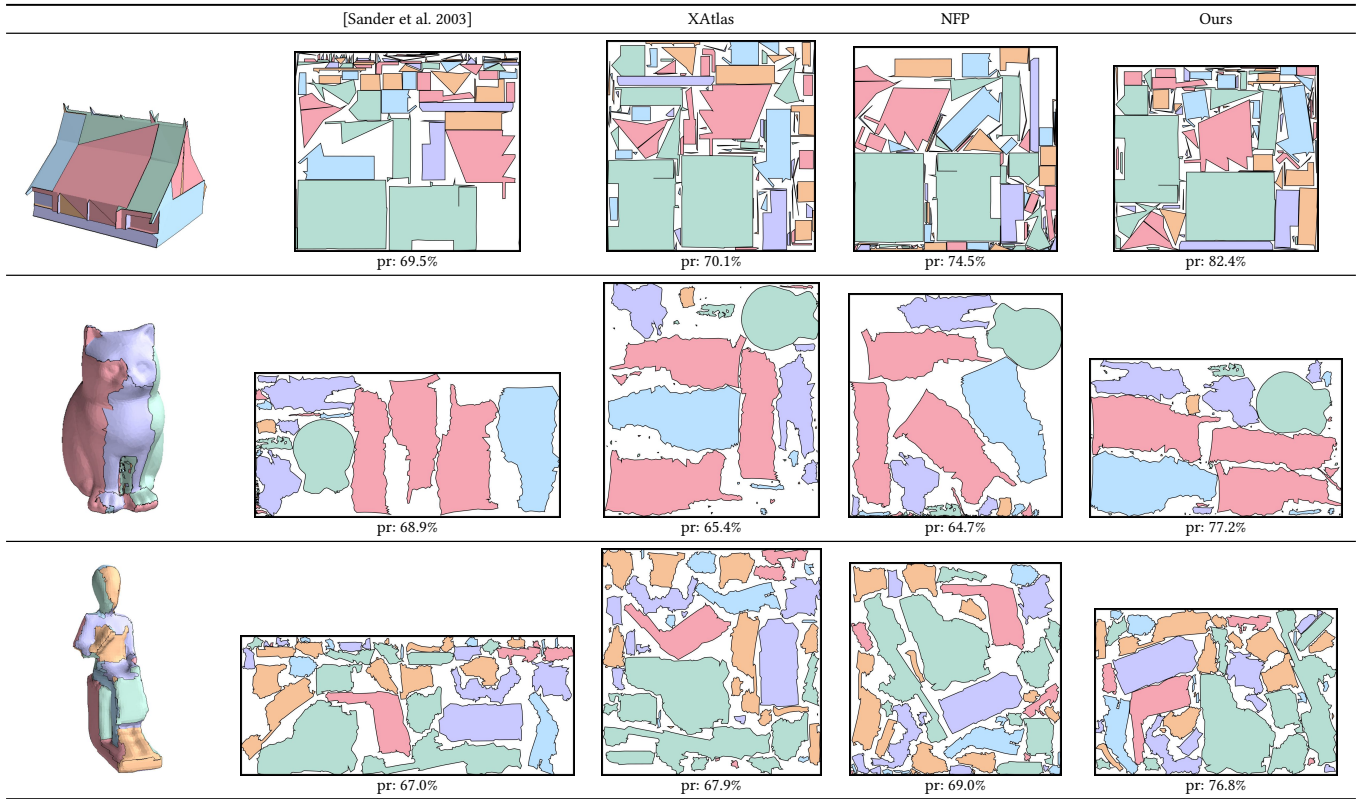 [Sander et al. 2003] XAtlas NFP Ours
pr: 69.5% pr: 70.1% pr: 74.5% pr: 82.4%
pr: 68.9% pr: 65.4% pr: 64.7% pr: 77.2%
pr: 67.0% pr: 67.9% pr: 69.0% pr: 76.8%